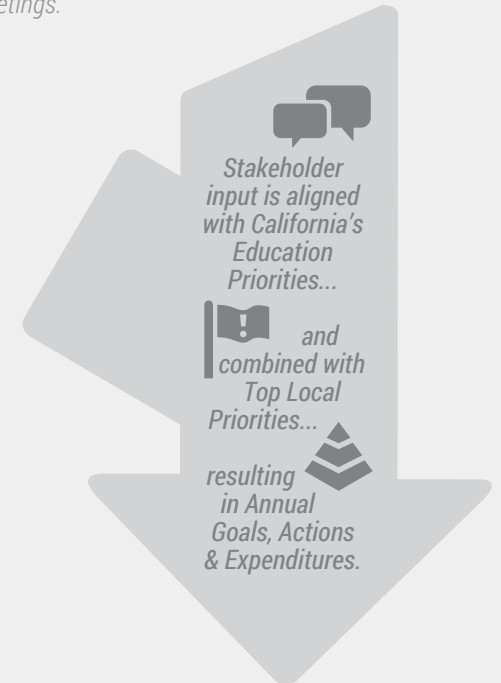 etings.
Stakeholder
input is aligned
with California's
Education
Priorities...
!
and
combined with
Top Local
Priorities...
resulting
in Annual
Goals, Actions
& Expenditures.